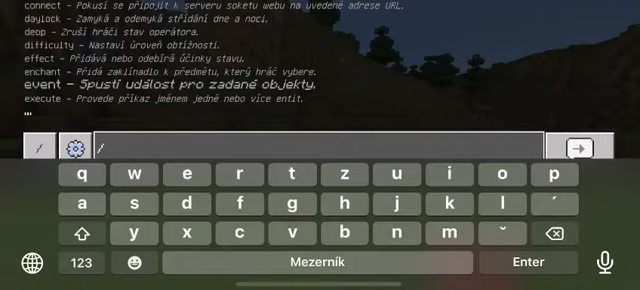 connect - Pokusí se připojit k serveru soketu webu na uvedené adrese URL.
daylock - Zamyká a odemyká střídání dne a noci.
deop - Zruší hráči stav operátora.
difficulty - Nastaví úroveň obtížnosti.
effect - Přidává nebo odebírá účinky stavu.
enchant - Přidá zaklínadlo k předmětu, který hráč vybere.
event - Spustí událost pro zadané objekty.
execute - Provede příkaz jménem jedné nebo více entit.
...
/ /
q w e r t z u i o p
a s d f g h j k l ´
y x c v b n m ˇ
123 Mezerník Enter